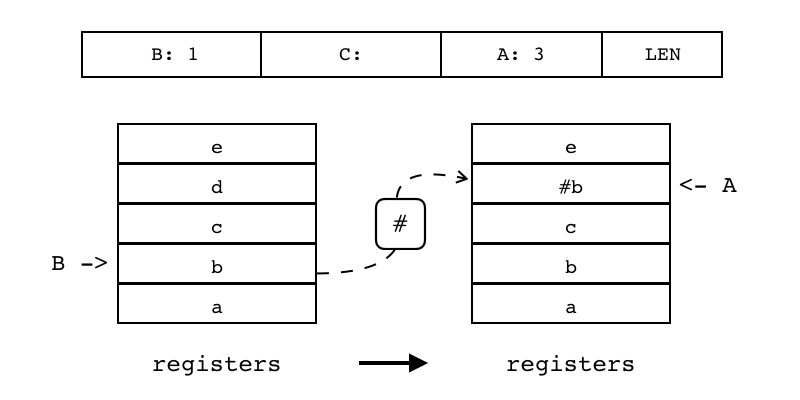 B: 1 C: A: 3 LEN
e e
d #b <- A
c # c
B -> b b
a a
registers registers